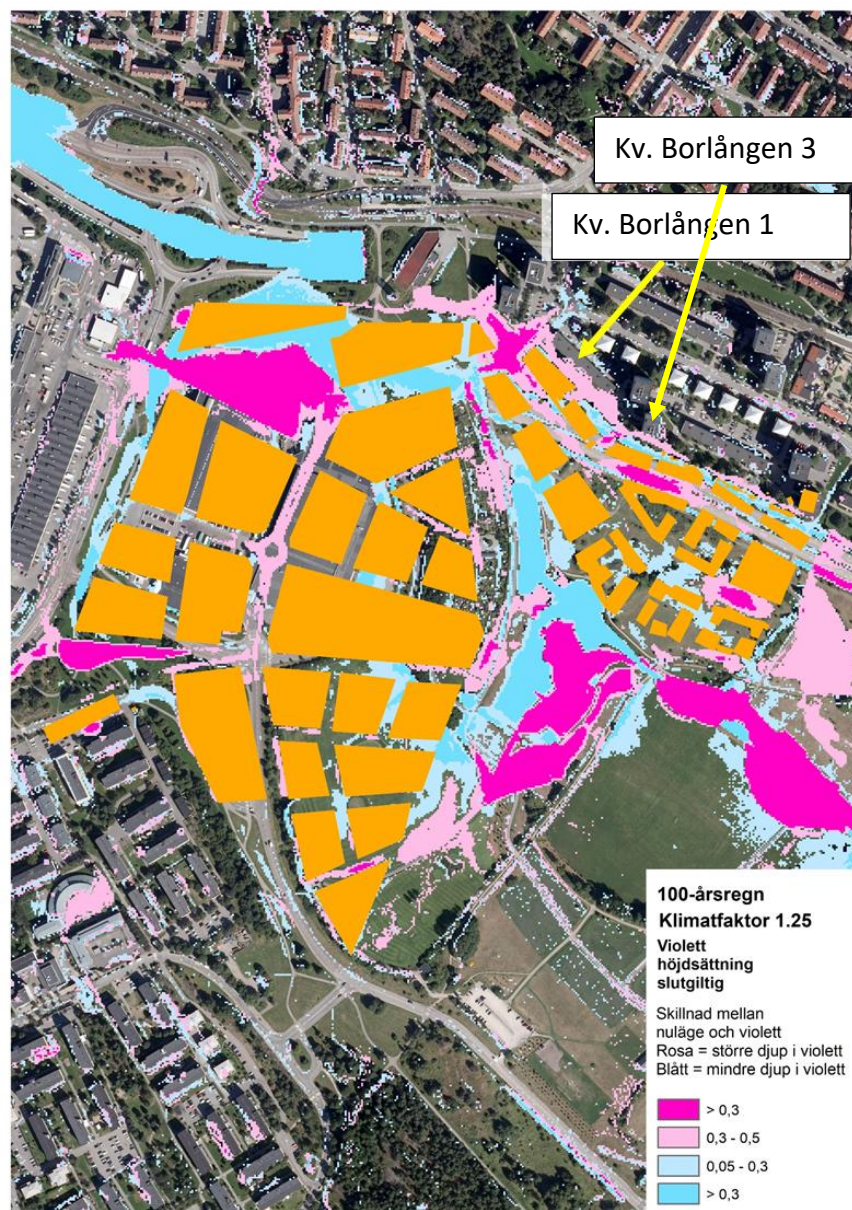 Kv. Borlången 3
Kv. Borlången 1
100-årsregn
Klimatfaktor 1.25
Violett
höjdsättning
slutgiltig
Skillnad mellan
nuläge och violett
Rosa = större djup i violett
Blått = mindre djup i violett
> 0,3
0,3 - 0,5
0,05 - 0,3
> 0,3